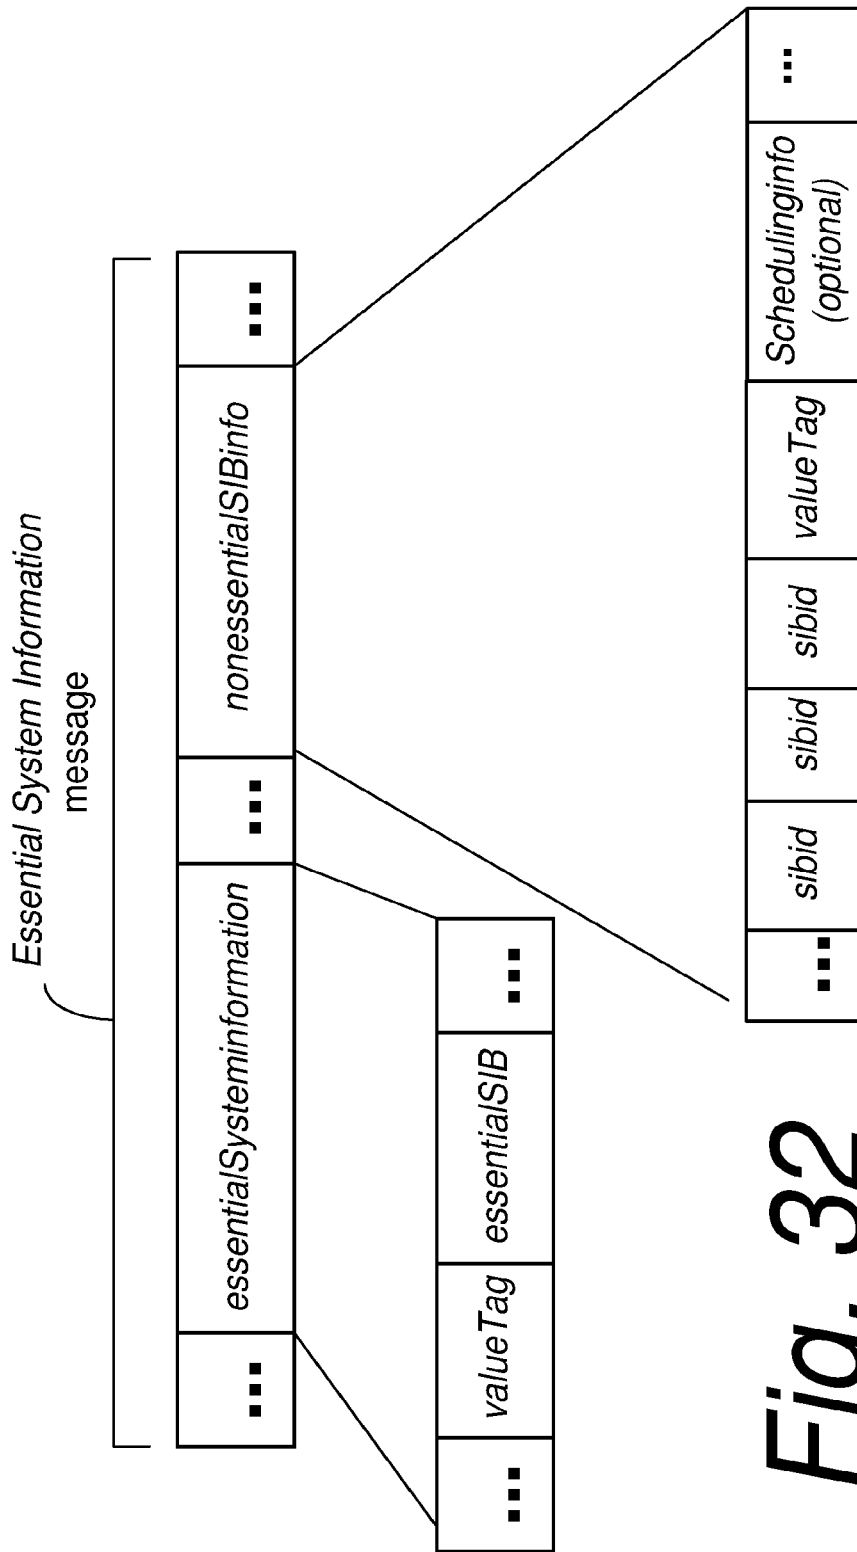 Essential System Information
message
... essentialSysteminformation ... nonessentialSIBinfo ...
... valueTag essentialSIB ...
... sibid sibid sibid valueTag Schedulinginfo
(optional) ...
Fig. 32